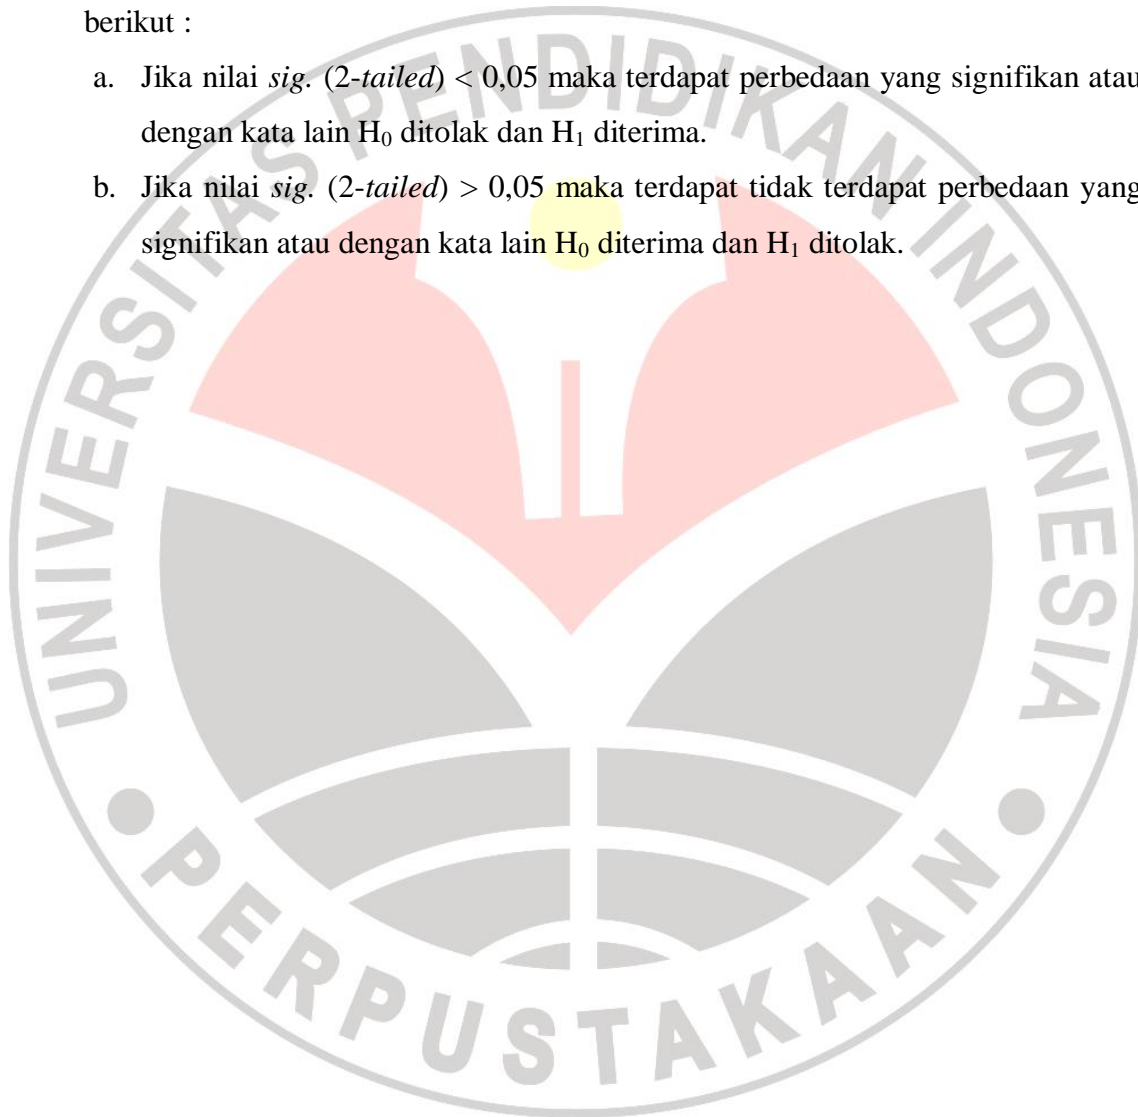 berikut :
a. Jika nilai sig. (2-tailed) < 0,05 maka terdapat perbedaan yang signifikan atau
dengan kata lain H₀ ditolak dan H₁ diterima.
b. Jika nilai sig. (2-tailed) > 0,05 maka terdapat tidak terdapat perbedaan yang
signifikan atau dengan kata lain H₀ diterima dan H₁ ditolak.
UNIVERSITAS PENDIDIKAN INDONESIA
PERPUSTAKAAN